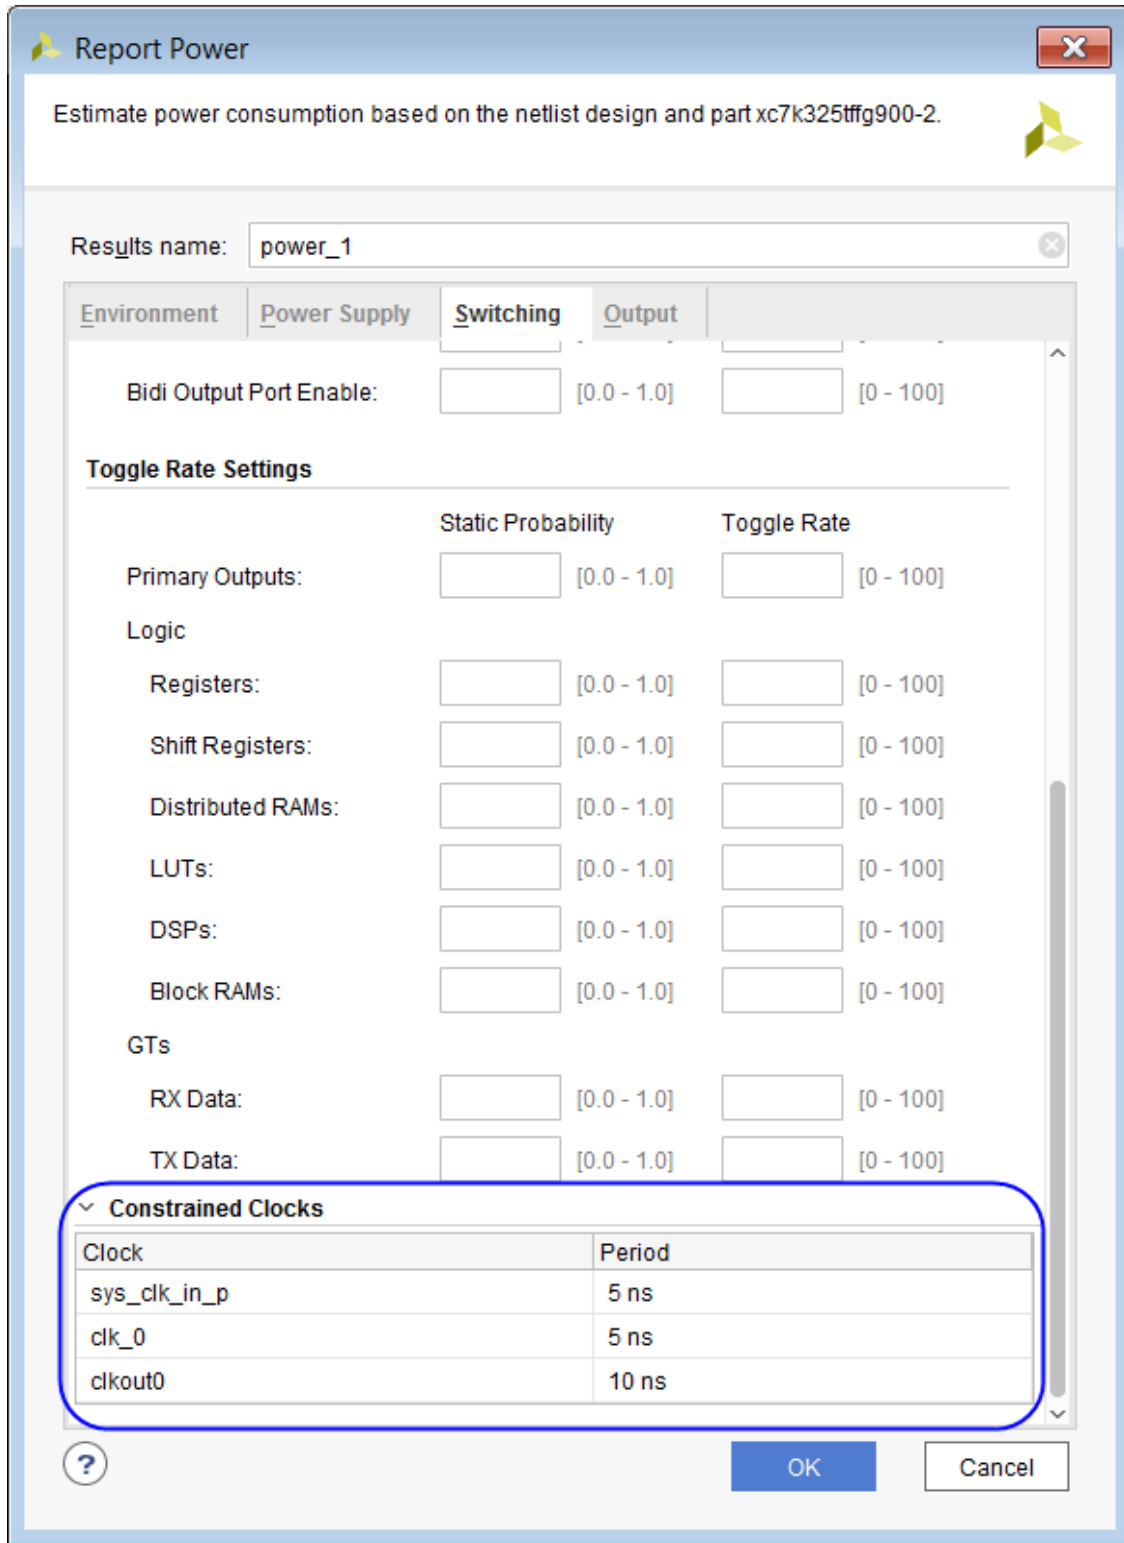 Report Power
Estimate power consumption based on the netlist design and part xc7k325tffg900-2.
Results name: power_1
Environment Power Supply Switching Output
Bidi Output Port Enable: [0.0 - 1.0] [0 - 100]
Toggle Rate Settings
Static Probability Toggle Rate
Primary Outputs: [0.0 - 1.0] [0 - 100]
Logic
Registers: [0.0 - 1.0] [0 - 100]
Shift Registers: [0.0 - 1.0] [0 - 100]
Distributed RAMs: [0.0 - 1.0] [0 - 100]
LUTs: [0.0 - 1.0] [0 - 100]
DSPs: [0.0 - 1.0] [0 - 100]
Block RAMs: [0.0 - 1.0] [0 - 100]
GTs
RX Data: [0.0 - 1.0] [0 - 100]
TX Data: [0.0 - 1.0] [0 - 100]
Constrained Clocks
Clock Period
sys_clk_in_p 5 ns
clk_0 5 ns
clkout0 10 ns
? OK Cancel